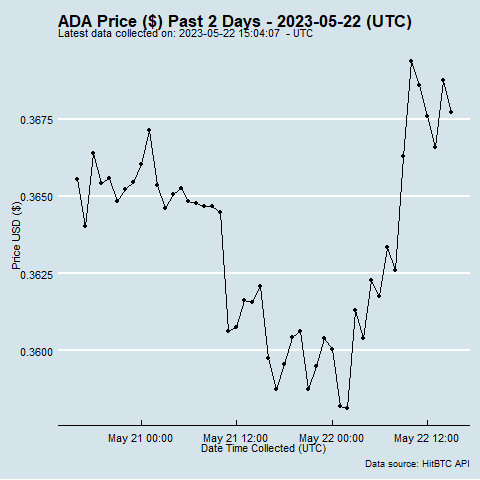 ADA Price ($) Past 2 Days - 2023-05-22 (UTC)
Latest data collected on: 2023-05-22 15:04:07 - UTC
0.3675
0.3650
0.3625
0.3600
Price USD ($)
May 21 00:00 May 21 12:00 May 22 00:00 May 22 12:00
Date Time Collected (UTC)
Data source: HitBTC API